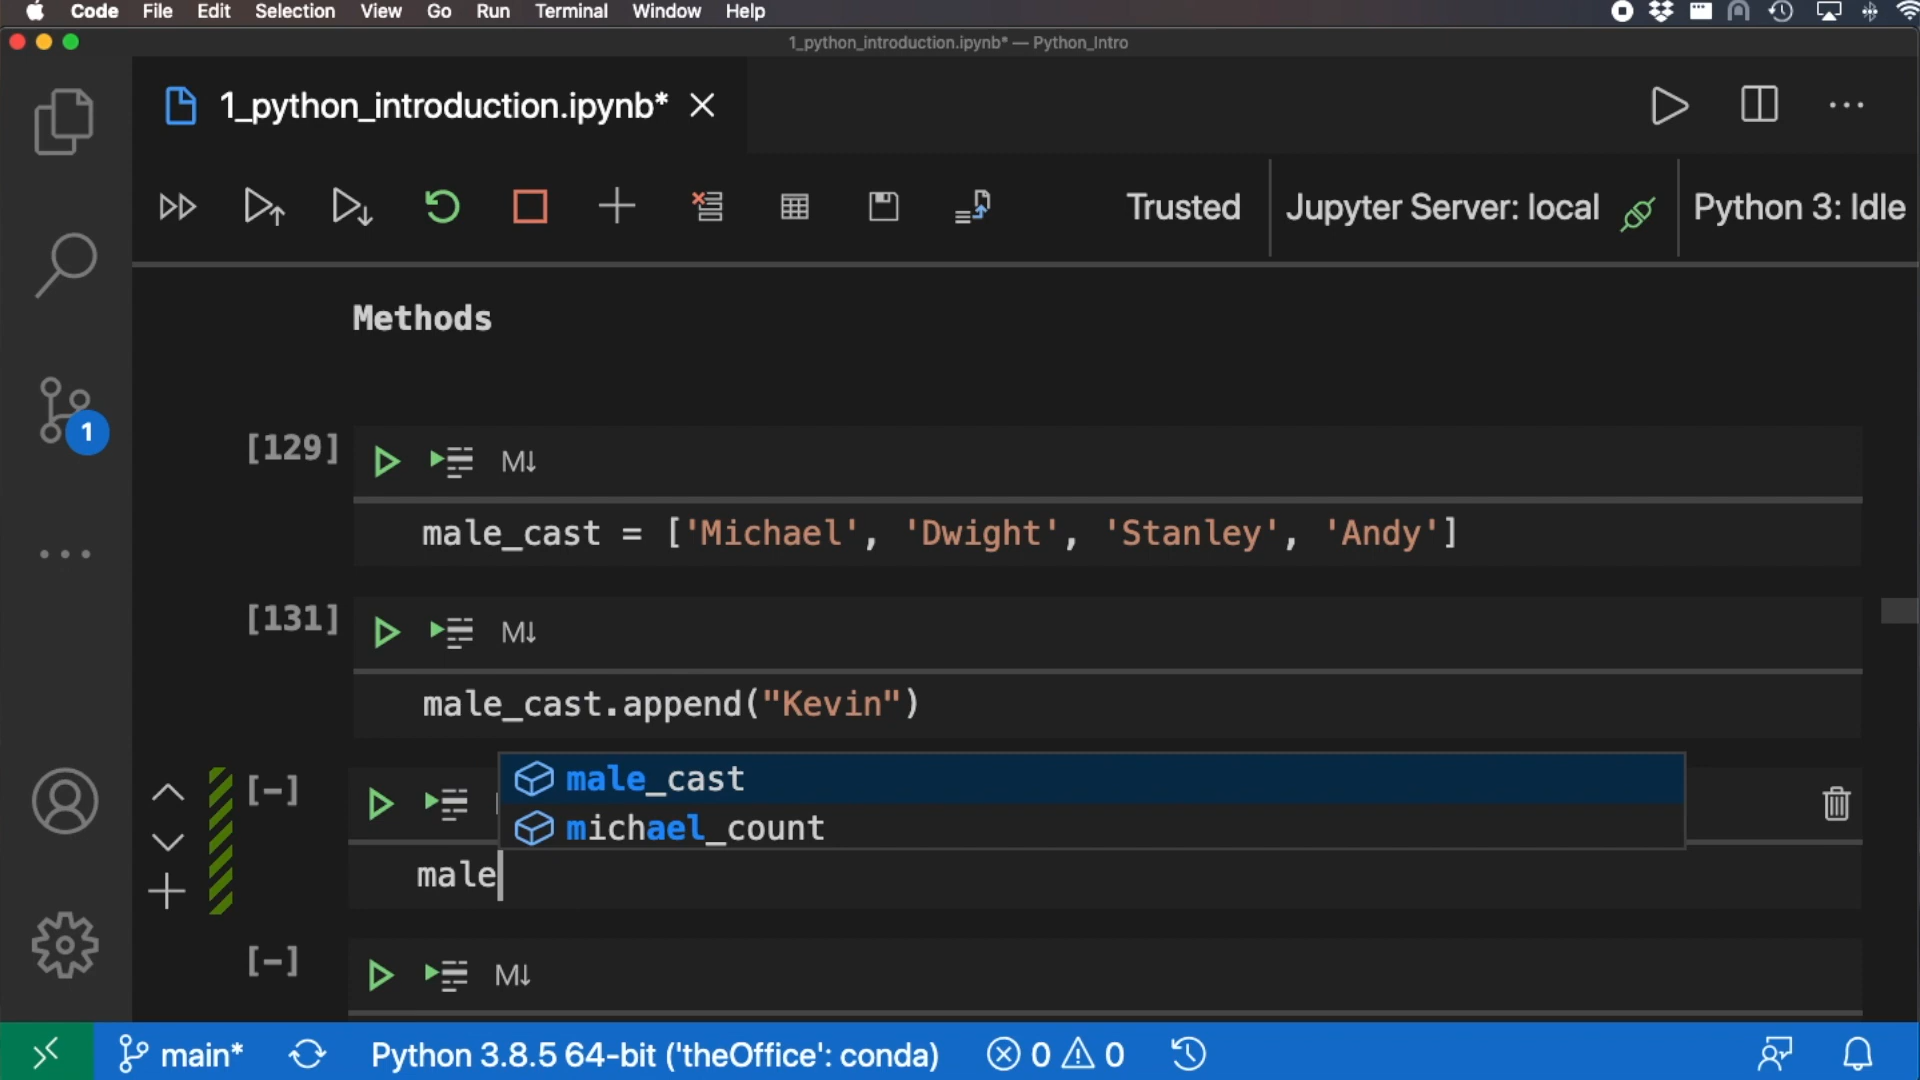 Code File Edit Selection View Go Run Terminal Window Help
1_python_introduction.ipynb* — Python_Intro
1_python_introduction.ipynb*
Trusted Jupyter Server: local Python 3: Idle
Methods
[129] M↓
male_cast = ['Michael', 'Dwight', 'Stanley', 'Andy']
[131] M↓
male_cast.append("Kevin")
1
[-]
male_cast
michael_count
male
[-] M↓
main* Python 3.8.5 64-bit ('theOffice': conda) 0 0